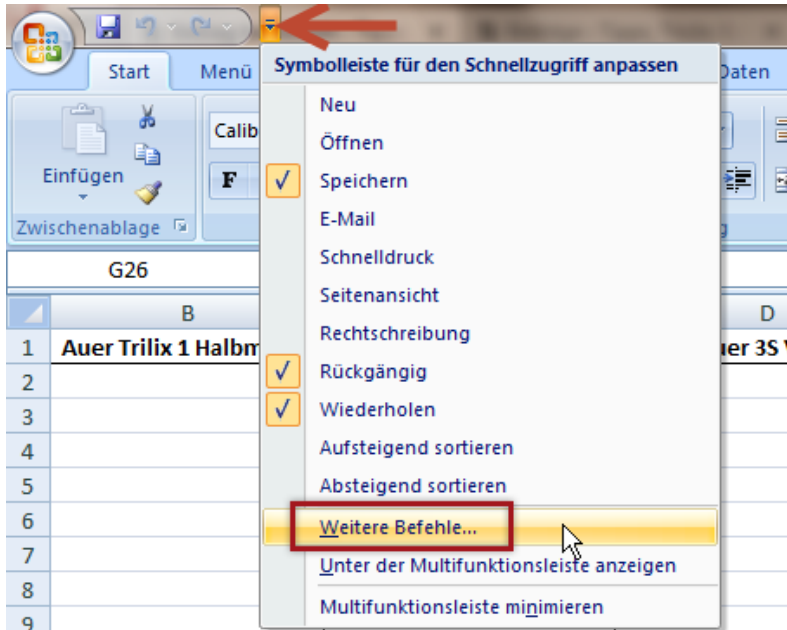 Start Menü Daten
Symbolleiste für den Schnellzugriff anpassen
Neu
Öffnen
Speichern
E-Mail
Schnelldruck
Seitenansicht
Rechtschreibung
Rückgängig
Wiederholen
Aufsteigend sortieren
Absteigend sortieren
Weitere Befehle...
Unter der Multifunktionsleiste anzeigen
Multifunktionsleiste minimieren
Einfügen
Calib
F
Zwischenablage
G26
B D
1 Auer Trilix 1 Halbm 3S
2
3
4
5
6
7
8
9